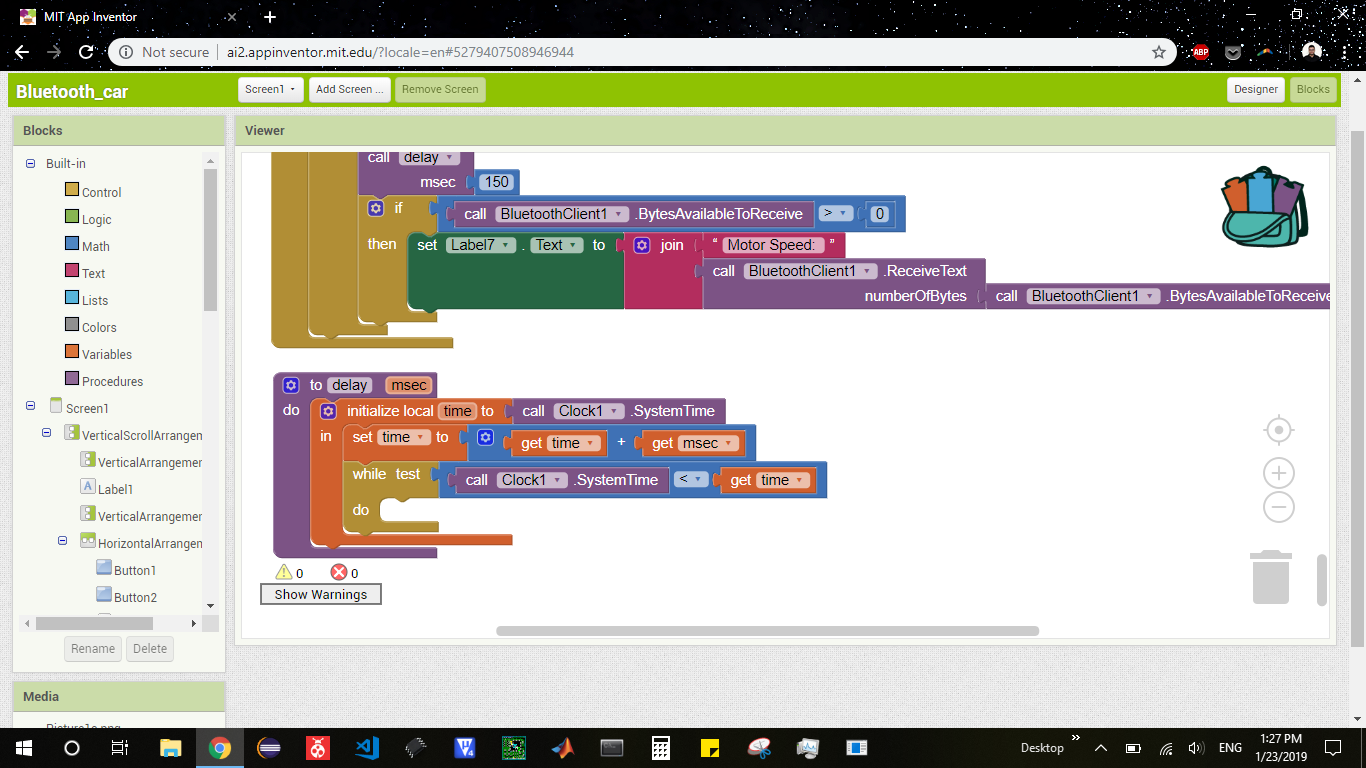 MIT App Inventor
Not secure | ai2.appinventor.mit.edu/?locale=en#5279407508946944
ABP
Bluetooth_car
Screen1
Add Screen ...
Remove Screen
Designer
Blocks
Blocks
Viewer
Built-in
Control
Logic
Math
Text
Lists
Colors
Variables
Procedures
Screen1
VerticalScrollArrangem
VerticalArrangemer
A Label1
VerticalArrangemer
HorizontalArrangem
Button1
Button2
Rename
Delete
Media
call delay
msec 150
if call BluetoothClient1 .BytesAvailableToReceive > 0
then set Label7 . Text to join “ Motor Speed: ”
call BluetoothClient1 .ReceiveText
numberOfBytes call BluetoothClient1 .BytesAvailableToReceive
to delay msec
do initialize local time to call Clock1 .SystemTime
in set time to get time + get msec
while test call Clock1 .SystemTime < get time
do
0 0
Show Warnings
Desktop
ENG
1:27 PM
1/23/2019